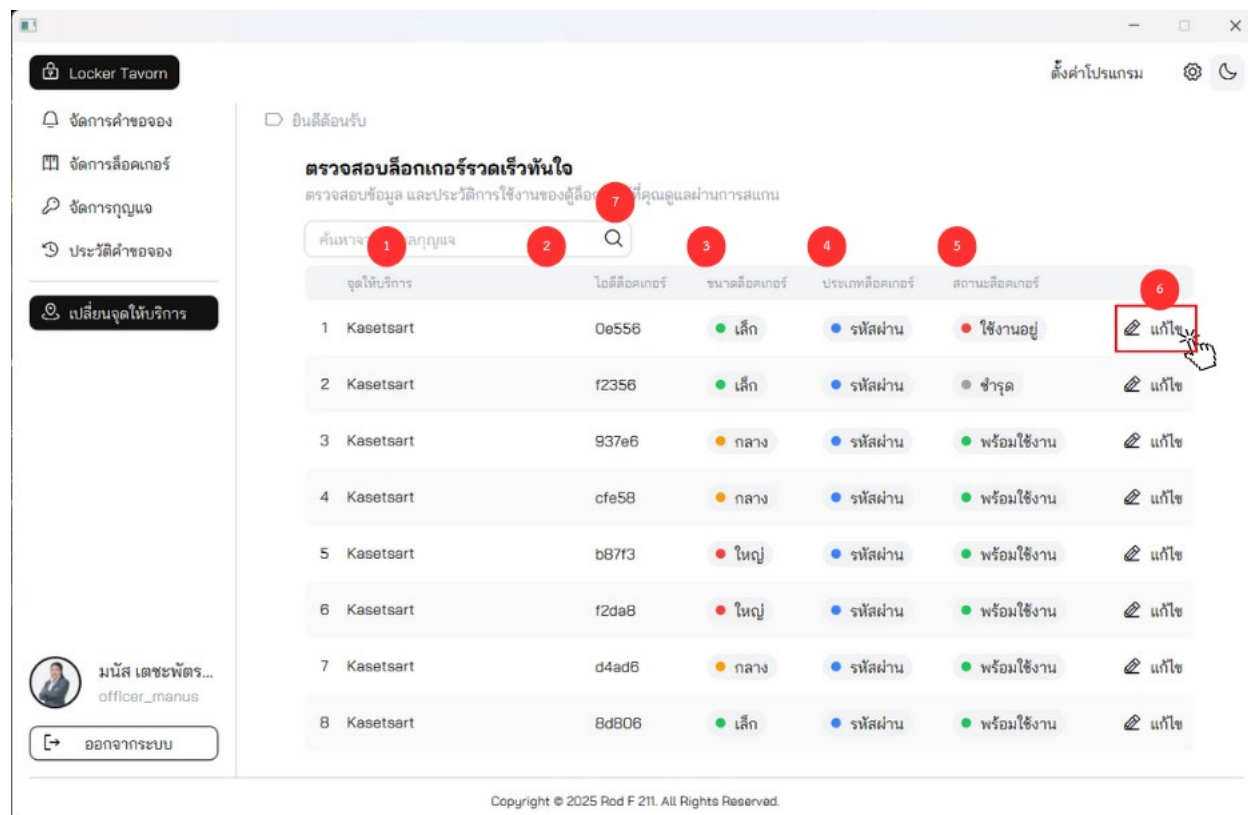 Locker Tavorn
ตั้งค่าโปรแกรม
จัดการคำขอจอง
จัดการล็อคเกอร์
จัดการกุญแจ
ประวัติคำขอจอง
เปลี่ยนจุดให้บริการ
ยินดีต้อนรับ
ตรวจสอบล็อกเกอร์รวดเร็วทันใจ
ตรวจสอบข้อมูล และประวัติการใช้งานของตู้ 7 ที่คุณดูแลผ่านการสแกน
1 2 3 4 5
จุดให้บริการ ไอดีล็อคเกอร์ ขนาดล็อคเกอร์ ประเภทล็อคเกอร์ สถานะล็อคเกอร์ 6
1 Kasetsart 0e556 เล็ก รหัสผ่าน ใช้งานอยู่ แก้ไข
2 Kasetsart f2356 เล็ก รหัสผ่าน ชำรุด แก้ไข
3 Kasetsart 937e6 กลาง รหัสผ่าน พร้อมใช้งาน แก้ไข
4 Kasetsart cfe58 กลาง รหัสผ่าน พร้อมใช้งาน แก้ไข
5 Kasetsart b87f3 ใหญ่ รหัสผ่าน พร้อมใช้งาน แก้ไข
6 Kasetsart f2da8 ใหญ่ รหัสผ่าน พร้อมใช้งาน แก้ไข
7 Kasetsart d4ad6 กลาง รหัสผ่าน พร้อมใช้งาน แก้ไข
8 Kasetsart 8d806 เล็ก รหัสผ่าน พร้อมใช้งาน แก้ไข
มนัส เตชะพัตร...
officer_manus
ออกจากระบบ
Copyright © 2025 Rod F 211. All Rights Reserved.